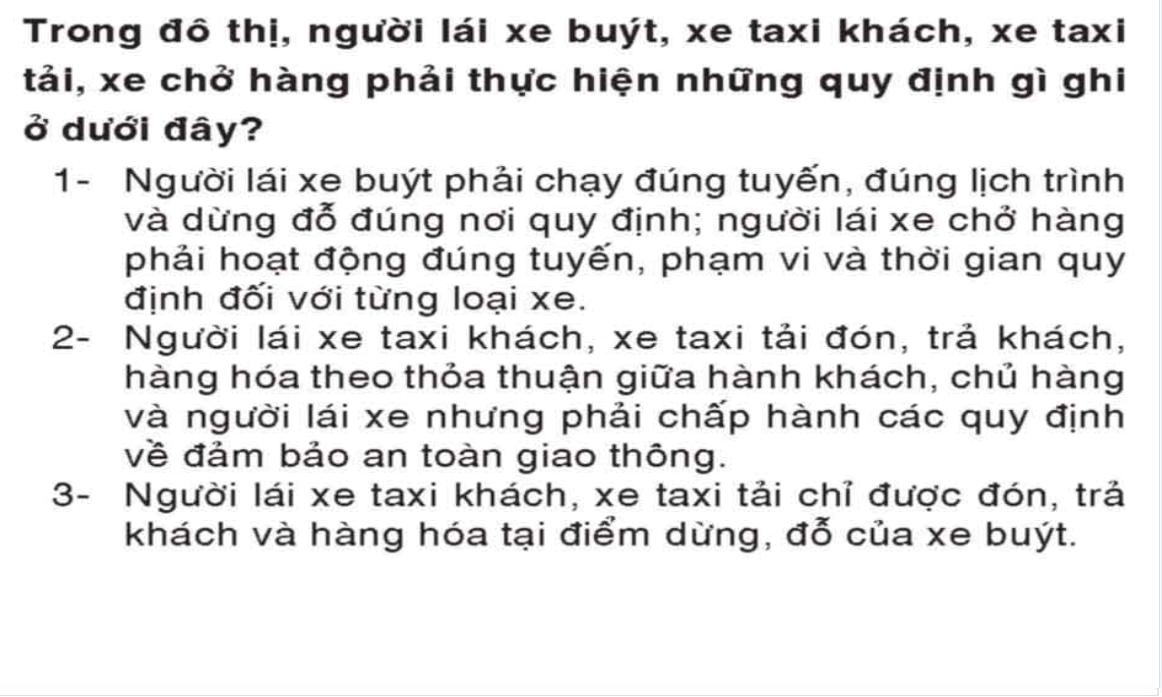 Trong đô thị, người lái xe buýt, xe taxi khách, xe taxi
tải, xe chở hàng phải thực hiện những quy định gì ghi
ở dưới đây?
1- Người lái xe buýt phải chạy đúng tuyến, đúng lịch trình
và dừng đỗ đúng nơi quy định; người lái xe chở hàng
phải hoạt động đúng tuyến, phạm vi và thời gian quy
định đối với từng loại xe.
2- Người lái xe taxi khách, xe taxi tải đón, trả khách,
hàng hóa theo thỏa thuận giữa hành khách, chủ hàng
và người lái xe nhưng phải chấp hành các quy định
về đảm bảo an toàn giao thông.
3- Người lái xe taxi khách, xe taxi tải chỉ được đón, trả
khách và hàng hóa tại điểm dừng, đỗ của xe buýt.